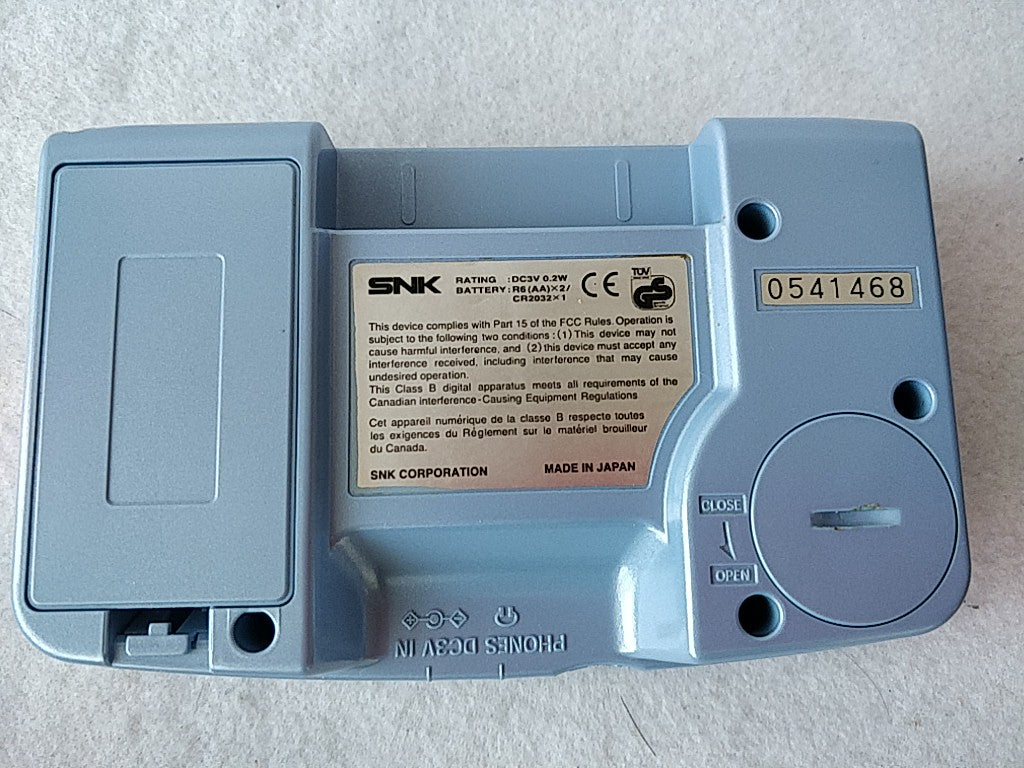 SNK
RATING : DC3V 0.2W
BATTERY : R6(AA)×2/
CR2032×1
CE
TÜV
This device complies with Part 15 of the FCC Rules. Operation is
subject to the following two conditions : (1) This device may not
cause harmful interference, and (2) this device must accept any
interference received, including interference that may cause
undesired operation.
This Class B digital apparatus meets all requirements of the
Canadian interference-Causing Equipment Regulations
Cet appareil numérique de la classe B respecte toutes
les exigences du Réglement sur le matériel brouilleur
du Canada.
SNK CORPORATION MADE IN JAPAN
0541468
CLOSE
OPEN
PHONES DC3V IN